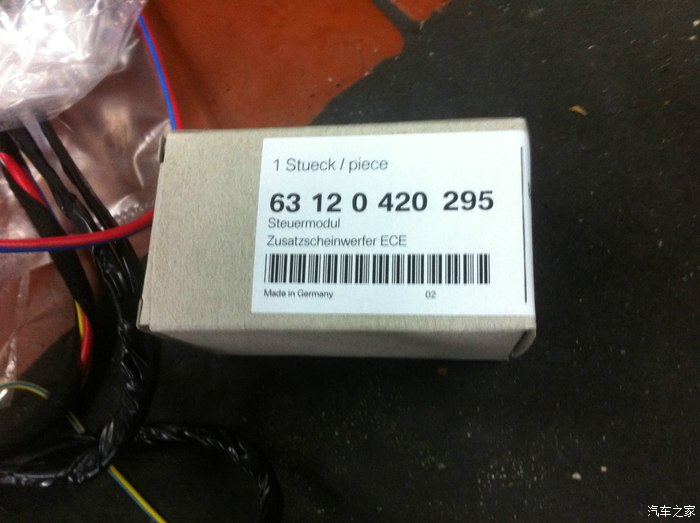 1 Stueck / piece
63 12 0 420 295
Steuermodul
Zusatzscheinwerfer ECE
Made in Germany 02
汽车之家